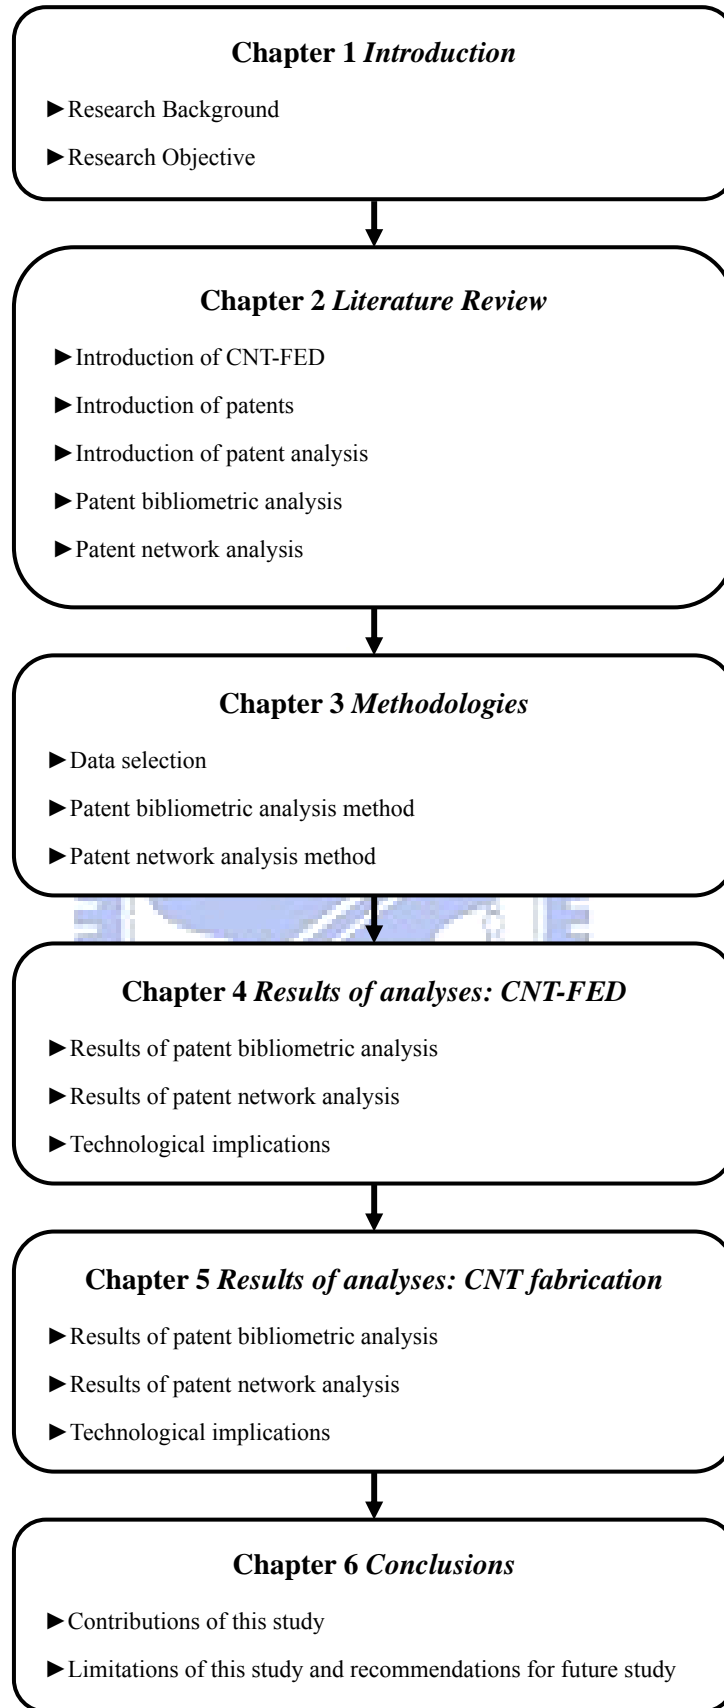 Chapter 1 Introduction
►Research Background
►Research Objective
Chapter 2 Literature Review
►Introduction of CNT-FED
►Introduction of patents
►Introduction of patent analysis
►Patent bibliometric analysis
►Patent network analysis
Chapter 3 Methodologies
►Data selection
►Patent bibliometric analysis method
►Patent network analysis method
Chapter 4 Results of analyses: CNT-FED
►Results of patent bibliometric analysis
►Results of patent network analysis
►Technological implications
Chapter 5 Results of analyses: CNT fabrication
►Results of patent bibliometric analysis
►Results of patent network analysis
►Technological implications
Chapter 6 Conclusions
►Contributions of this study
►Limitations of this study and recommendations for future study